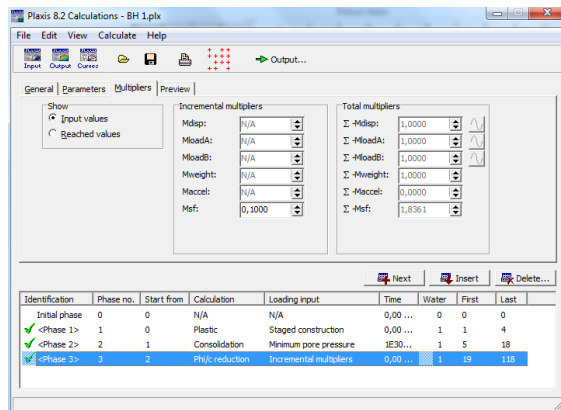 Plaxis 8.2 Calculations - BH 1.plx
File Edit View Calculate Help
Input Output Curves Output...
General Parameters Multipliers Preview
Show
Input values
Reached values
Incremental multipliers
Mdisp: N/A
MloadA: N/A
MloadB: N/A
Mweight: N/A
Maccel: N/A
Msf: 0,1000
Total multipliers
Σ -Mdisp: 1,0000
Σ -MloadA: 1,0000
Σ -MloadB: 1,0000
Σ -Mweight: 1,0000
Σ -Maccel: 0,0000
Σ -Msf: 1,8361
Next Insert Delete...
Identification Phase no. Start from Calculation Loading input Time Water First Last
Initial phase 0 0 N/A N/A 0,00 ... 0 0 0
<Phase 1> 1 0 Plastic Staged construction 0,00 ... 1 1 4
<Phase 2> 2 1 Consolidation Minimum pore pressure 1E30... 1 5 18
<Phase 3> 3 2 Phi/c reduction Incremental multipliers 0,00 ... 1 19 118